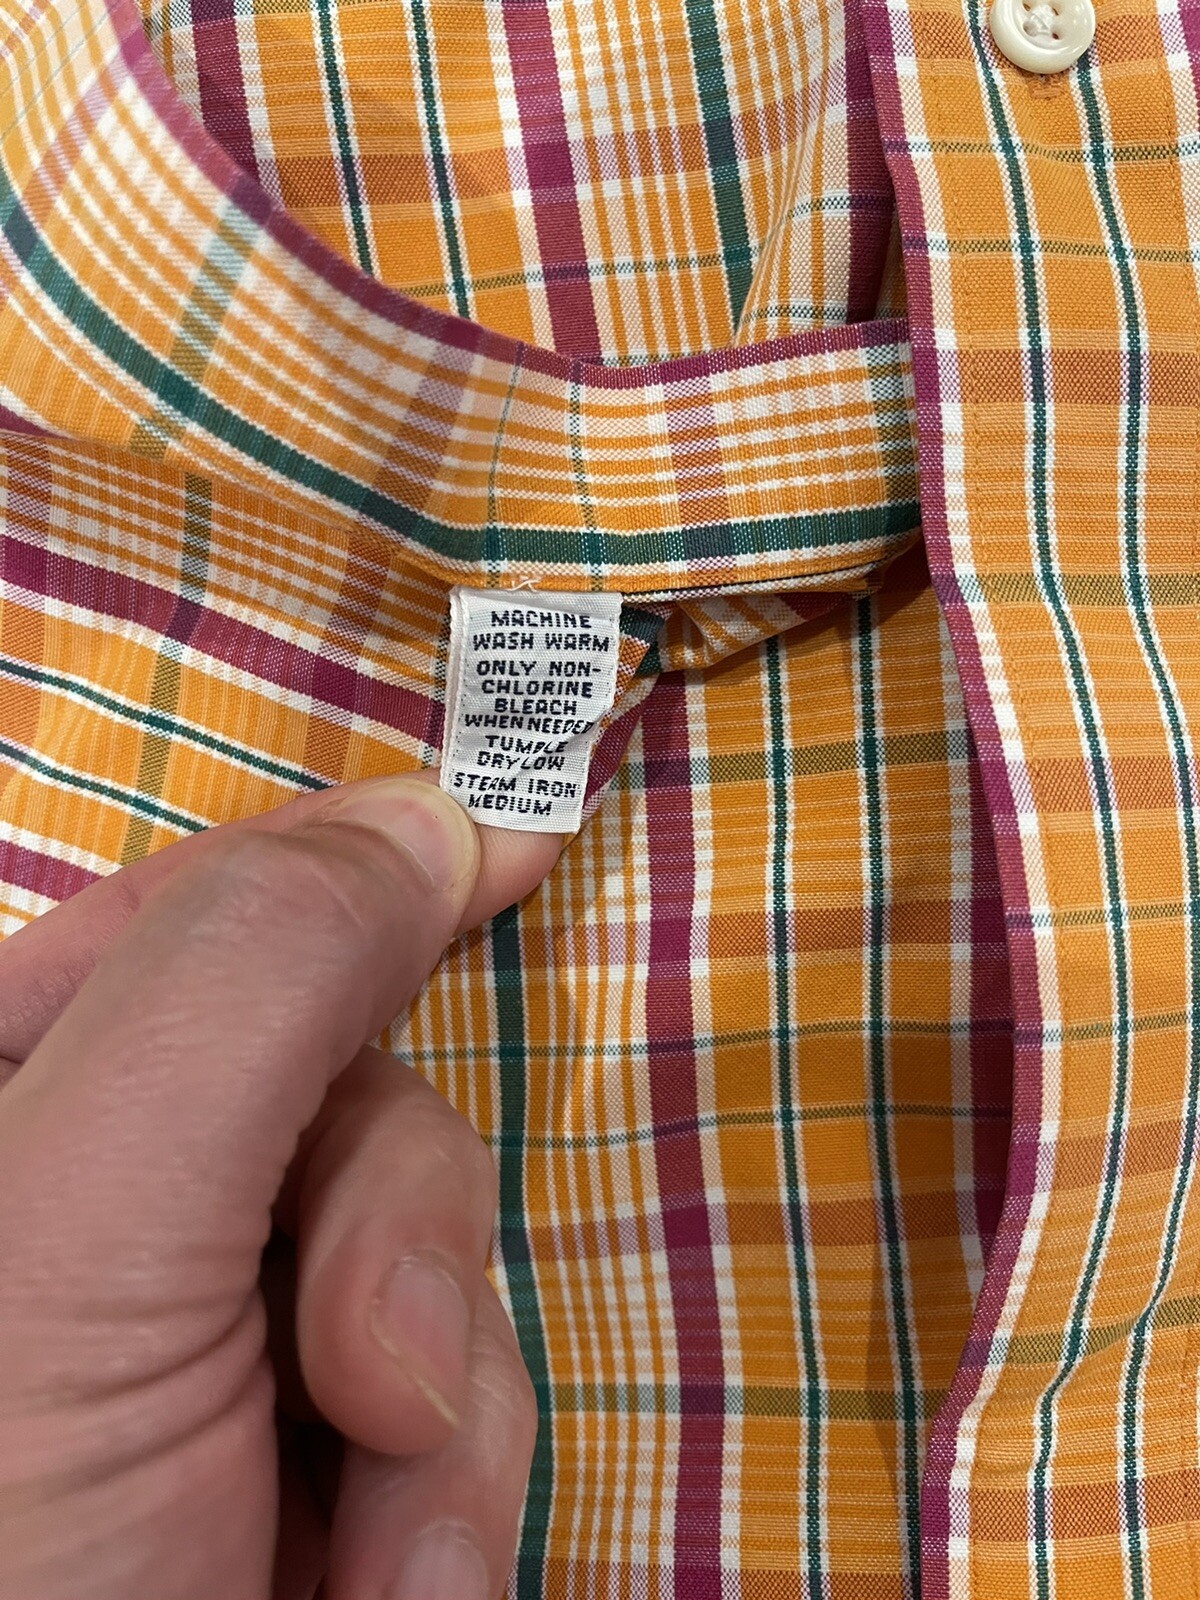 MACHINE
WASH WARM
ONLY NON-
CHLORINE
BLEACH
WHEN NEEDED
TUMBLE
DRY LOW
STEAM IRON
MEDIUM